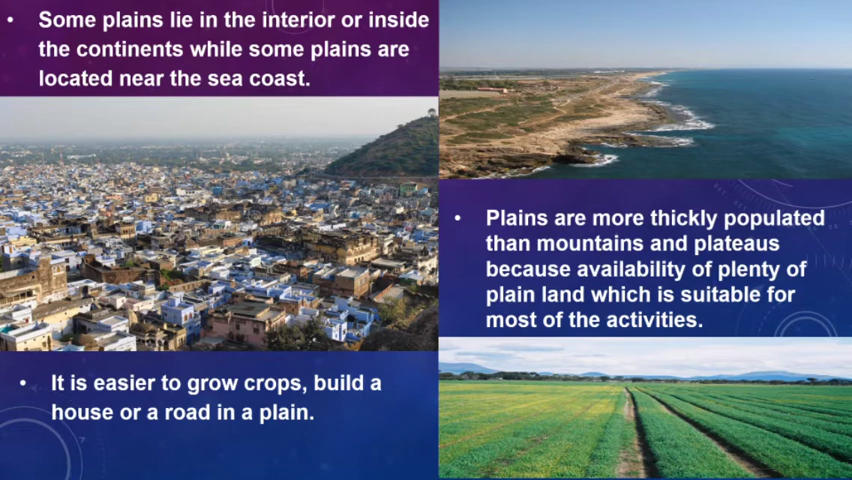 • Some plains lie in the interior or inside
the continents while some plains are
located near the sea coast.
• Plains are more thickly populated
than mountains and plateaus
because availability of plenty of
plain land which is suitable for
most of the activities.
• It is easier to grow crops, build a
house or a road in a plain.